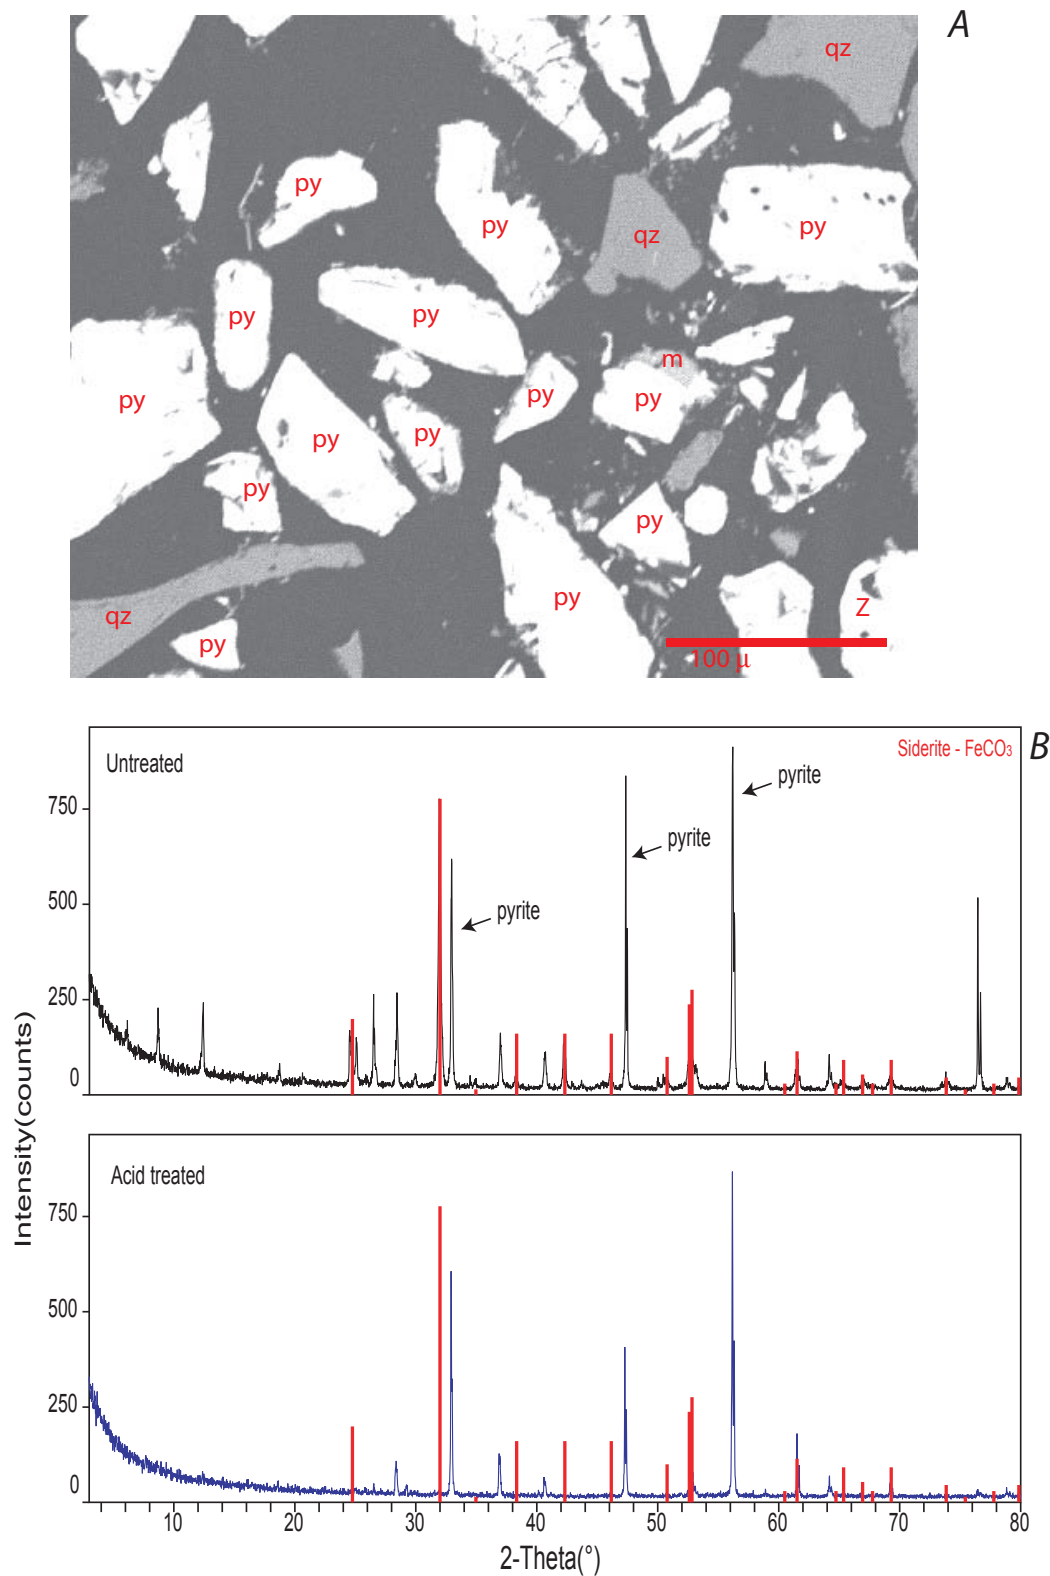 A
qz
py
py
qz
py
py
py
m
py
py
py
py
py
py
py
py
Z
qz
py
100 µ
B
Untreated
Siderite - FeCO₃
pyrite
pyrite
pyrite
750
500
250
0
Intensity(counts)
Acid treated
750
500
250
0
10 20 30 40 50 60 70 80
2-Theta(°)